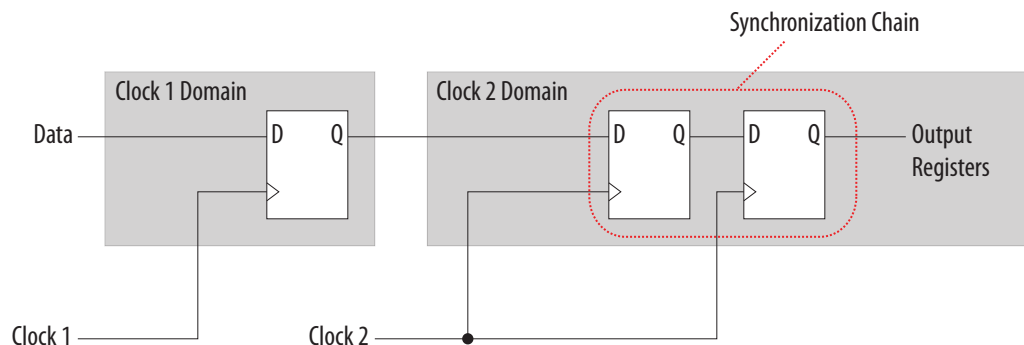 Synchronization Chain
Clock 1 Domain
Clock 2 Domain
Data
D Q
D Q
D Q
Output
Registers
Clock 1
Clock 2